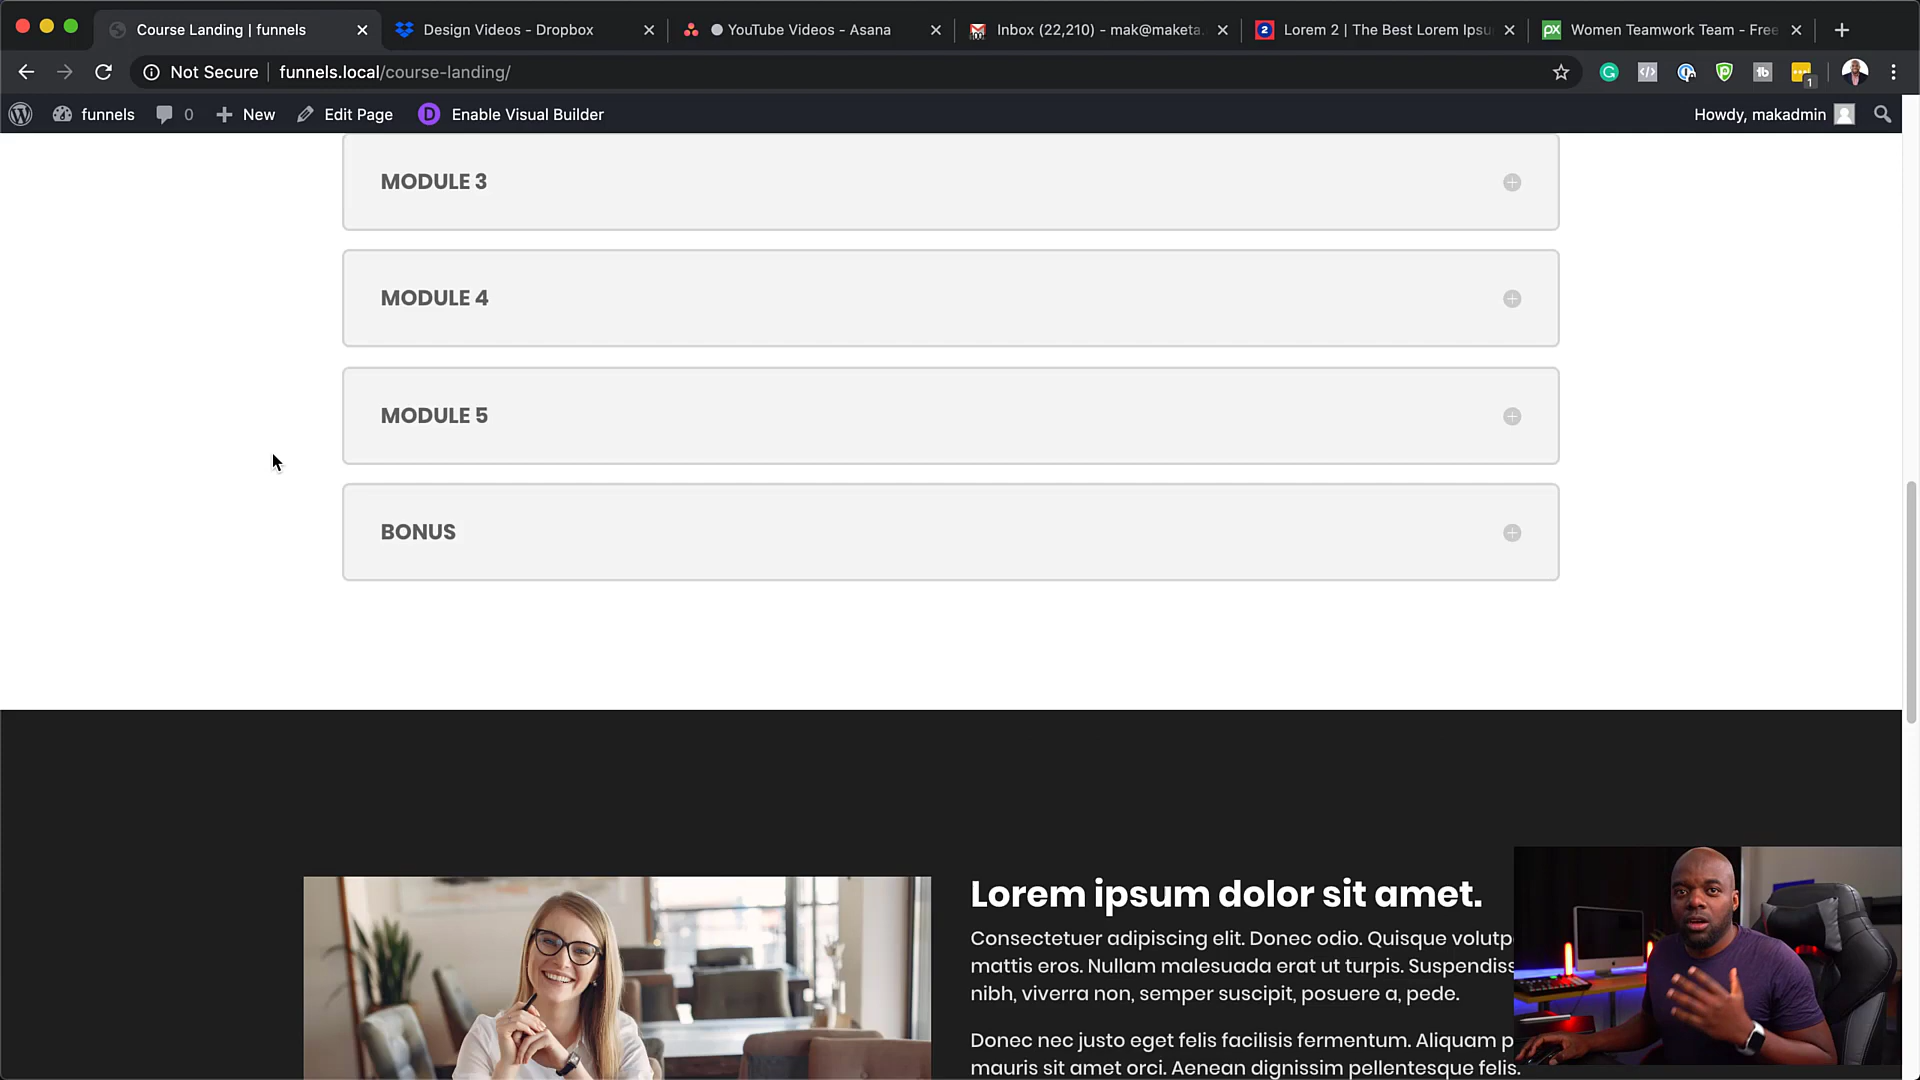 Course Landing | funnels
Design Videos - Dropbox
YouTube Videos - Asana
Inbox (22,210) - mak@maketa
Lorem 2 | The Best Lorem Ipsu
Women Teamwork Team - Free
Not Secure
funnels.local/course-landing/
1
funnels
0
New
Edit Page
D
Enable Visual Builder
Howdy, makadmin
MODULE 3
MODULE 4
MODULE 5
BONUS
Lorem ipsum dolor sit amet.
Consectetuer adipiscing elit. Donec odio. Quisque volutp
mattis eros. Nullam malesuada erat ut turpis. Suspendiss
nibh, viverra non, semper suscipit, posuere a, pede.
Donec nec justo eget felis facilisis fermentum. Aliquam p
mauris sit amet orci. Aenean dignissim pellentesque felis.